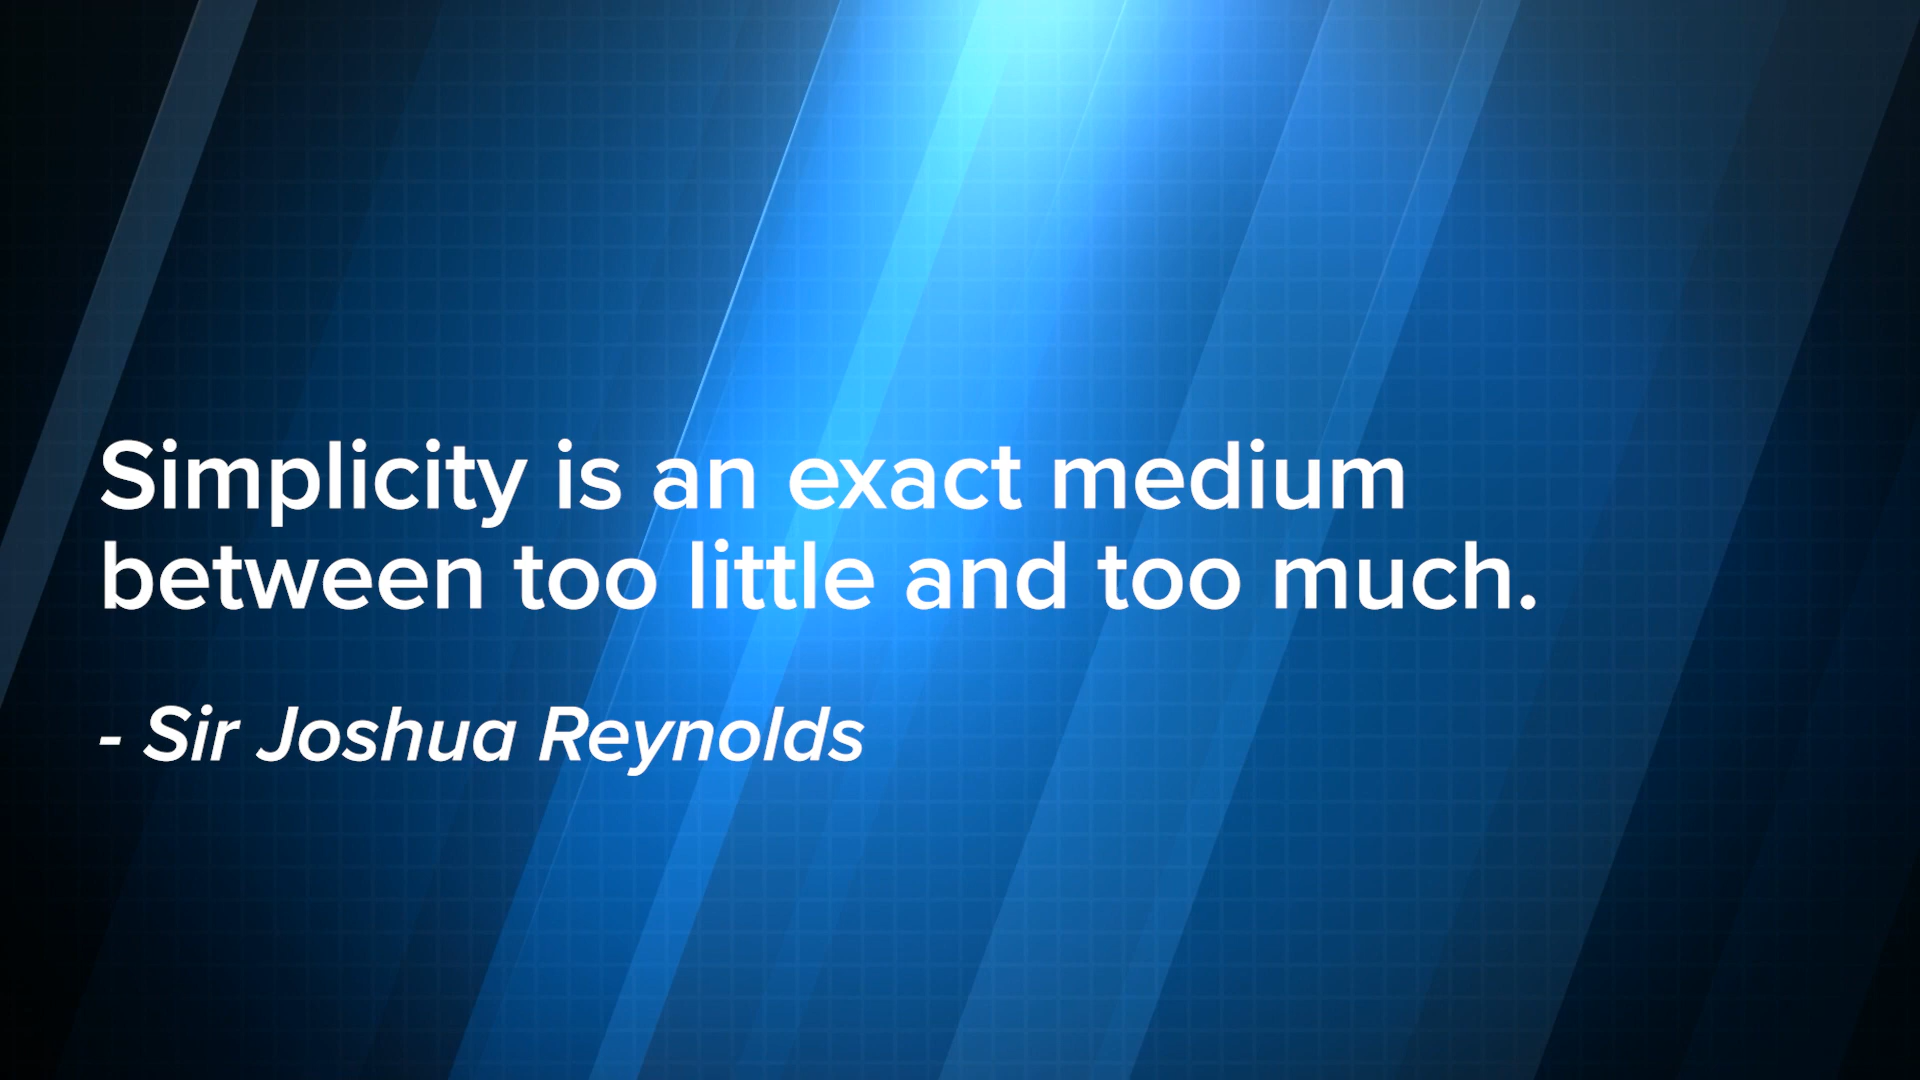 Simplicity is an exact medium
between too little and too much.
- Sir Joshua Reynolds